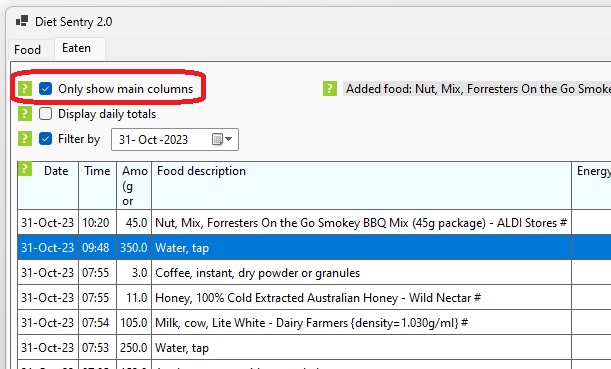 Diet Sentry 2.0
Food Eaten
? Only show main columns ? Added food: Nut, Mix, Forresters On the Go Smoke
? Display daily totals
? Filter by 31- Oct -2023
? Date Time Amo (g or Food description Energy
31-Oct-23 10:20 45.0 Nut, Mix, Forresters On the Go Smokey BBQ Mix (45g package) - ALDI Stores #
31-Oct-23 09:48 350.0 Water, tap
31-Oct-23 07:55 3.0 Coffee, instant, dry powder or granules
31-Oct-23 07:55 11.0 Honey, 100% Cold Extracted Australian Honey - Wild Nectar #
31-Oct-23 07:54 105.0 Milk, cow, Lite White - Dairy Farmers {density=1.030g/ml} #
31-Oct-23 07:53 250.0 Water, tap